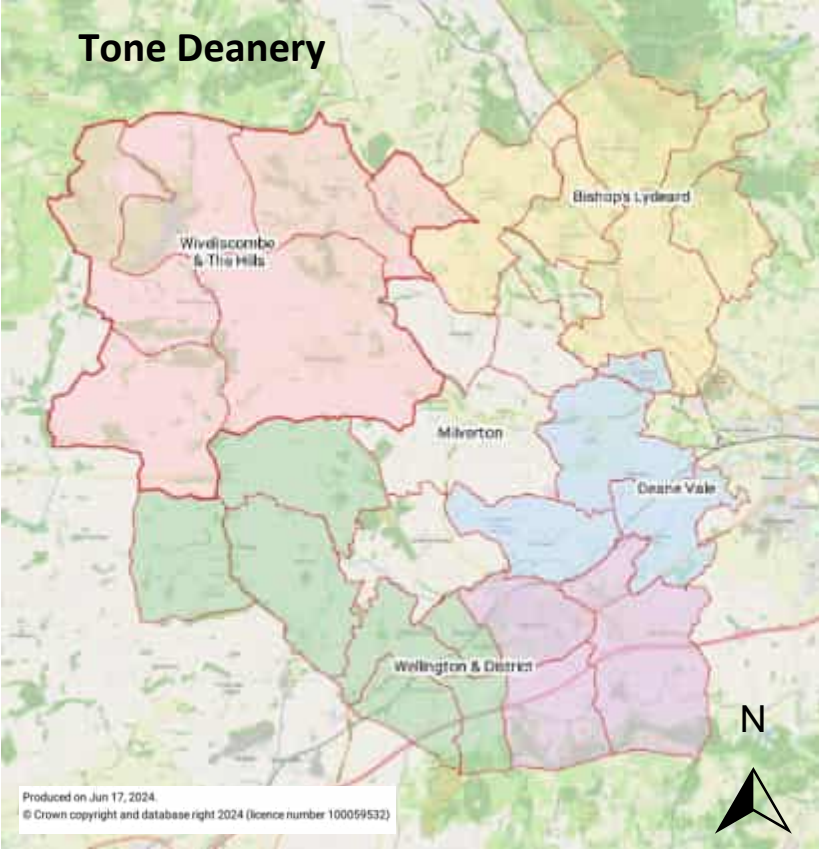 Tone Deanery
Bishop's Lydeard
Wiveliscombe
& The Hills
Milverton
Deane Vale
Wellington & District
N
Produced on Jun 17, 2024.
© Crown copyright and database right 2024 (licence number 100059532)